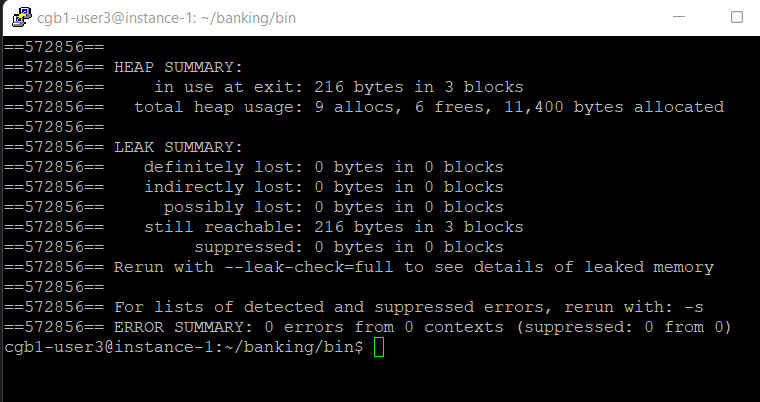 cgb1-user3@instance-1: ~/banking/bin
==572856==
==572856== HEAP SUMMARY:
==572856==     in use at exit: 216 bytes in 3 blocks
==572856==   total heap usage: 9 allocs, 6 frees, 11,400 bytes allocated
==572856==
==572856== LEAK SUMMARY:
==572856==    definitely lost: 0 bytes in 0 blocks
==572856==    indirectly lost: 0 bytes in 0 blocks
==572856==      possibly lost: 0 bytes in 0 blocks
==572856==    still reachable: 216 bytes in 3 blocks
==572856==         suppressed: 0 bytes in 0 blocks
==572856== Rerun with --leak-check=full to see details of leaked memory
==572856==
==572856== For lists of detected and suppressed errors, rerun with: -s
==572856== ERROR SUMMARY: 0 errors from 0 contexts (suppressed: 0 from 0)
cgb1-user3@instance-1:~/banking/bin$